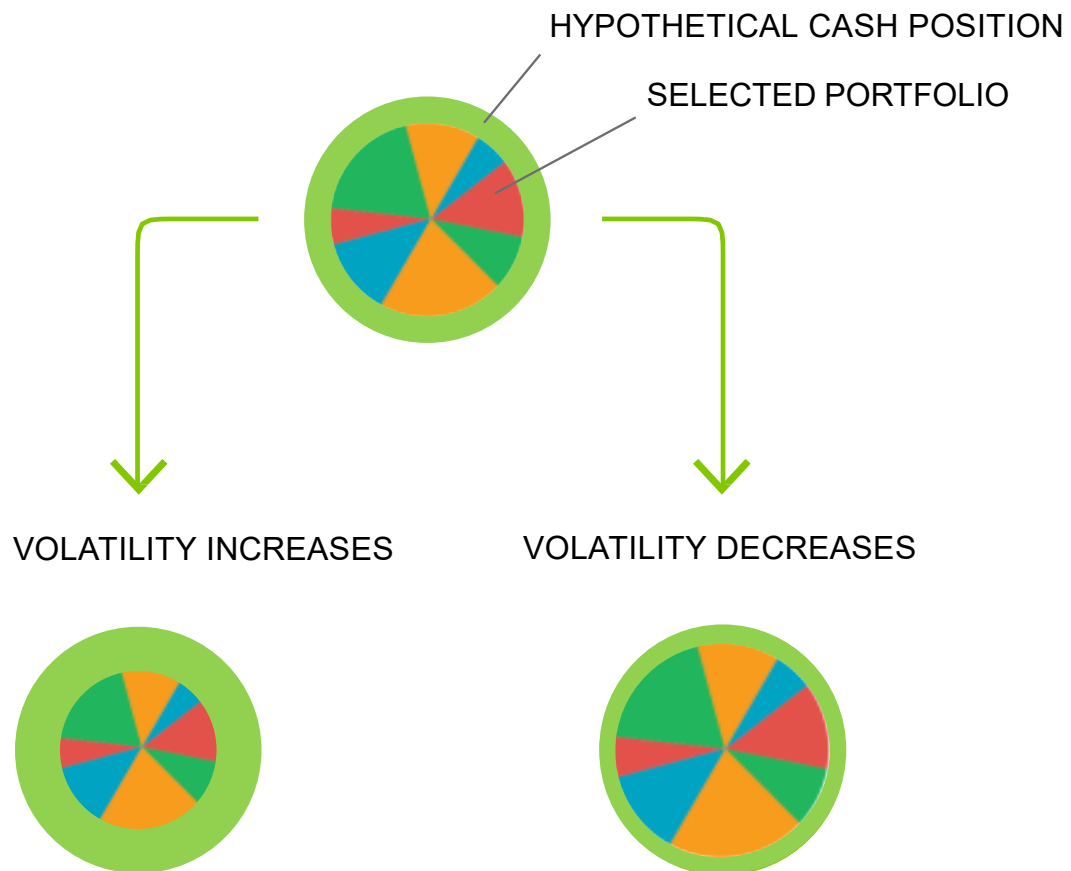 HYPOTHETICAL CASH POSITION
SELECTED PORTFOLIO
VOLATILITY INCREASES
VOLATILITY DECREASES